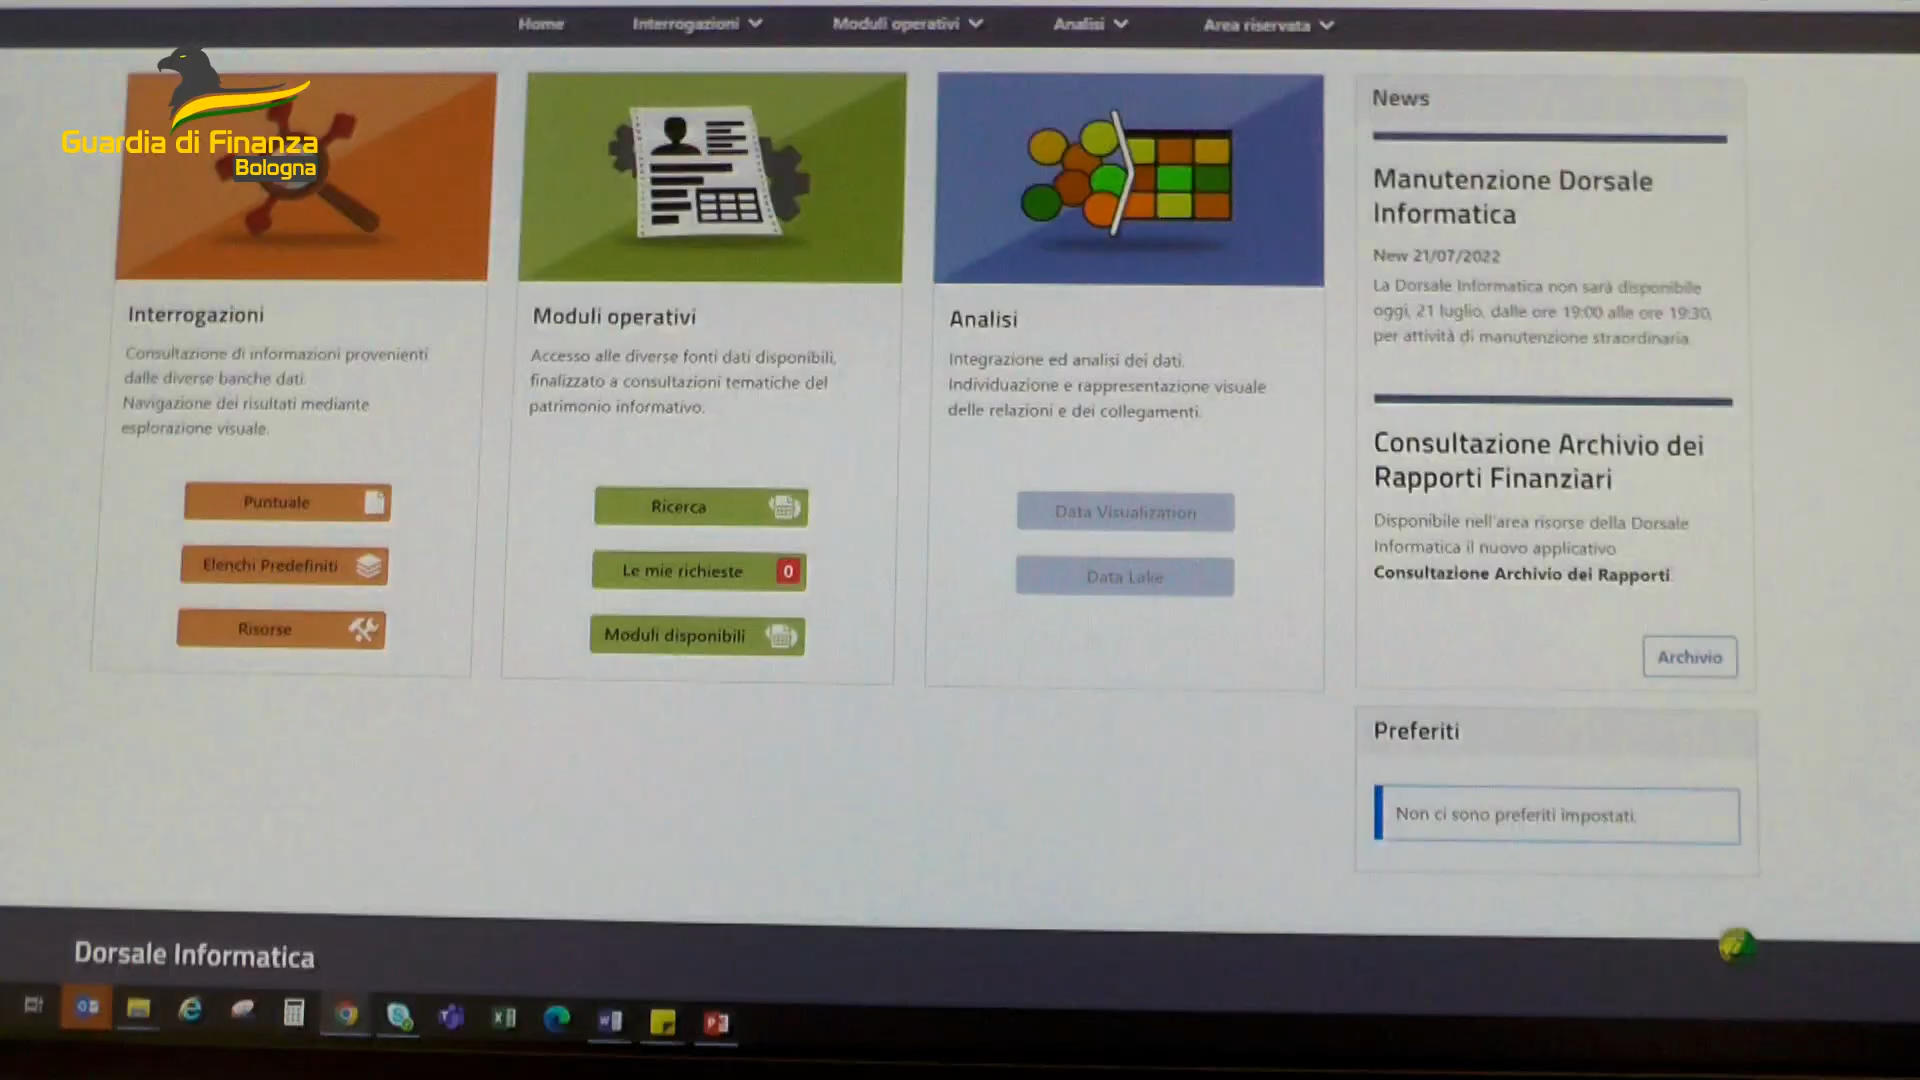 Home
Interrogazioni
Moduli operativi
Analisi
Area riservata
Guardia di Finanza
Bologna
Interrogazioni
Consultazione di informazioni provenienti
dalle diverse banche dati.
Navigazione dei risultati mediante
esplorazione visuale.
Puntuale
Elenchi Predefiniti
Risorse
Moduli operativi
Accesso alle diverse fonti dati disponibili,
finalizzato a consultazioni tematiche del
patrimonio informativo.
Ricerca
Le mie richieste
0
Moduli disponibili
Analisi
Integrazione ed analisi dei dati.
Individuazione e rappresentazione visuale
delle relazioni e dei collegamenti.
Data Visualization
Data Lake
News
Manutenzione Dorsale
Informatica
New 21/07/2022
La Dorsale Informatica non sarà disponibile
oggi, 21 luglio, dalle ore 19:00 alle ore 19:30,
per attività di manutenzione straordinaria.
Consultazione Archivio dei
Rapporti Finanziari
Disponibile nell'area risorse della Dorsale
Informatica il nuovo applicativo
Consultazione Archivio dei Rapporti
Archivio
Preferiti
Non ci sono preferiti impostati.
Dorsale Informatica